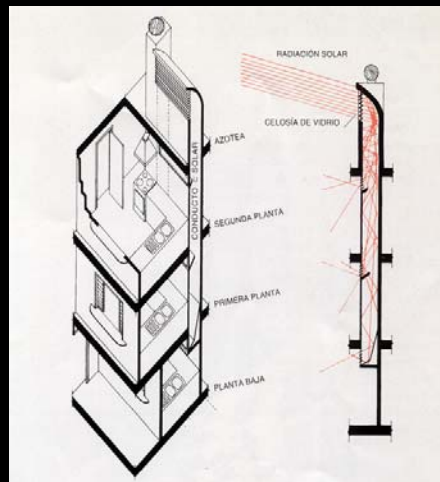 RADIACIÓN SOLAR
CELOSÍA DE VIDRIO
AZOTEA
CONDUCTO E SOLAR
SEGUNDA PLANTA
PRIMERA PLANTA
PLANTA BAJA